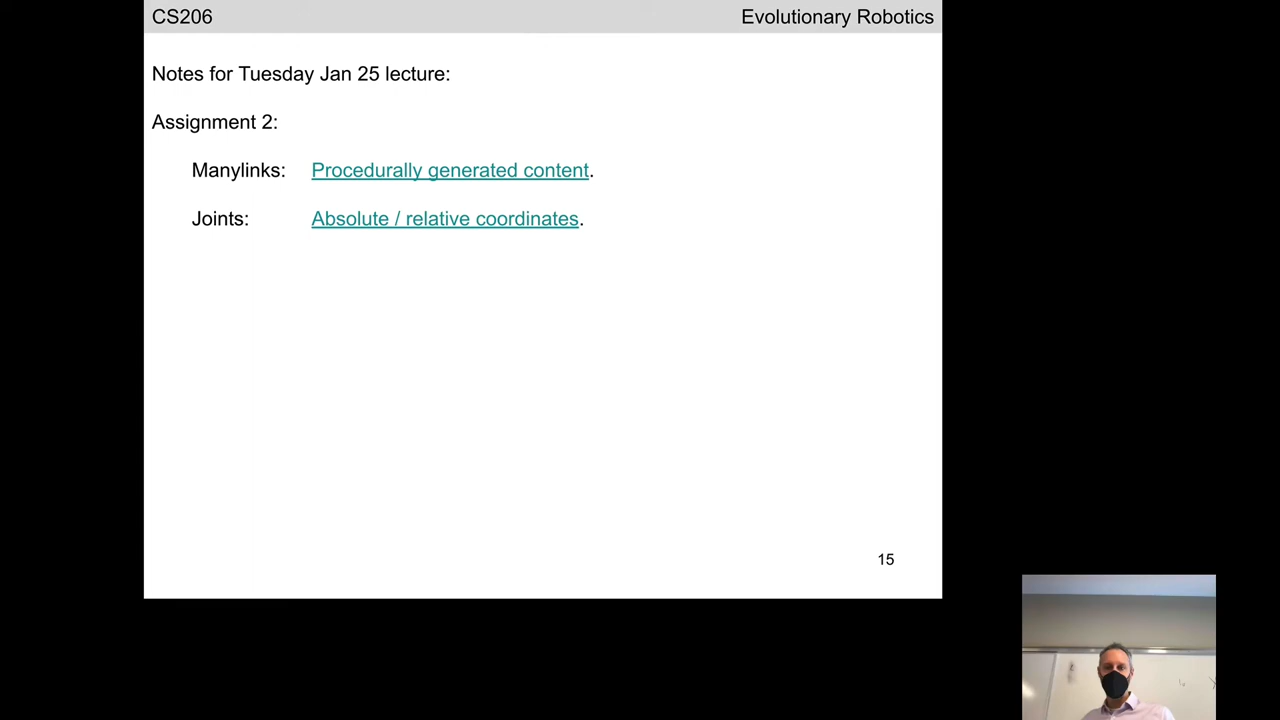 CS206 Evolutionary Robotics
Notes for Tuesday Jan 25 lecture:
Assignment 2:
Manylinks: Procedurally generated content.
Joints: Absolute / relative coordinates.
15